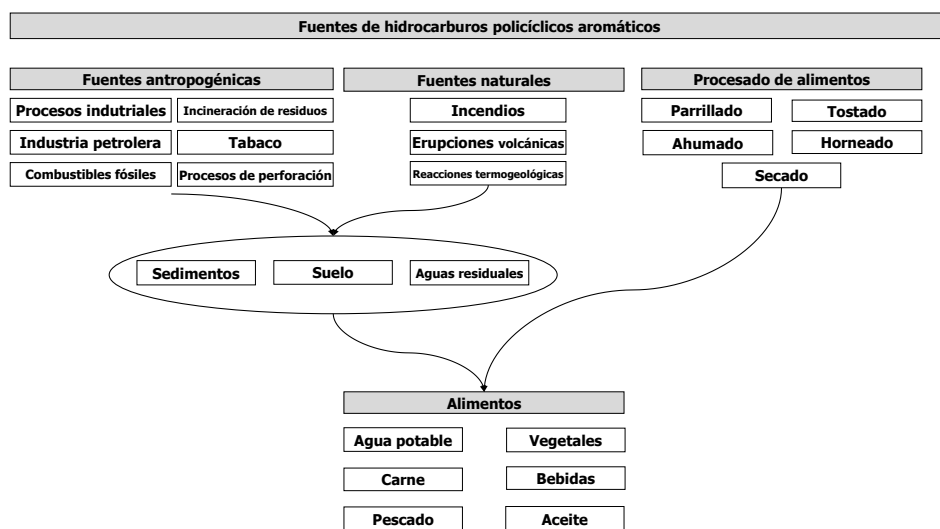 Fuentes de hidrocarburos policíclicos aromáticos
Fuentes antropogénicas
Procesos indutriales
Incineración de residuos
Industria petrolera
Tabaco
Combustibles fósiles
Procesos de perforación
Fuentes naturales
Incendios
Erupciones volcánicas
Reacciones termogeológicas
Procesado de alimentos
Parrillado
Tostado
Ahumado
Horneado
Secado
Sedimentos
Suelo
Aguas residuales
Alimentos
Agua potable
Vegetales
Carne
Bebidas
Pescado
Aceite